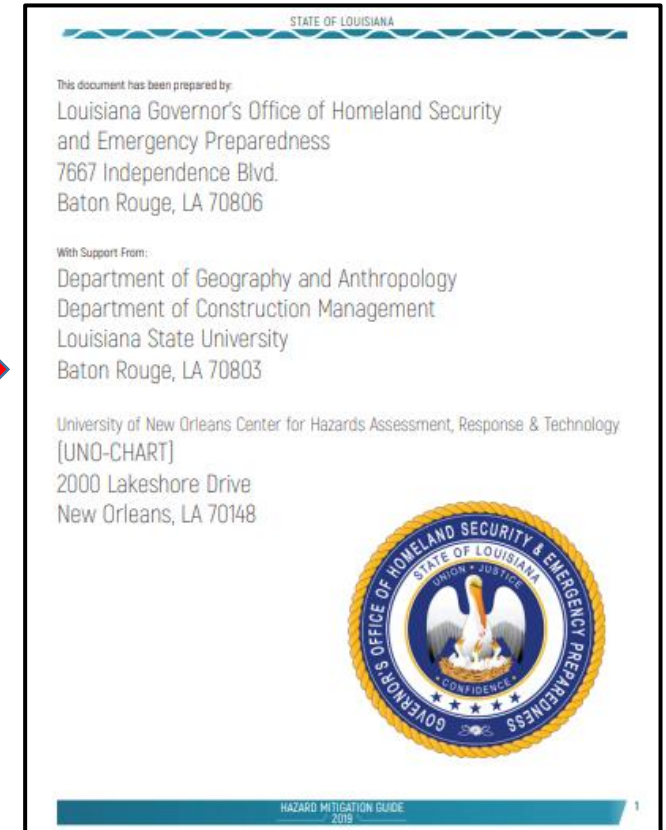 STATE OF LOUISIANA
This document has been prepared by:
Louisiana Governor's Office of Homeland Security
and Emergency Preparedness
7667 Independence Blvd.
Baton Rouge, LA 70806
With Support From:
Department of Geography and Anthropology
Department of Construction Management
Louisiana State University
Baton Rouge, LA 70803
University of New Orleans Center for Hazards Assessment, Response & Technology
(UNO-CHART)
2000 Lakeshore Drive
New Orleans, LA 70148
GOVERNOR'S OFFICE OF HOMELAND SECURITY & EMERGENCY PREPAREDNESS
STATE OF LOUISIANA
UNION • JUSTICE
• CONFIDENCE •
HAZARD MITIGATION GUIDE
2019
1